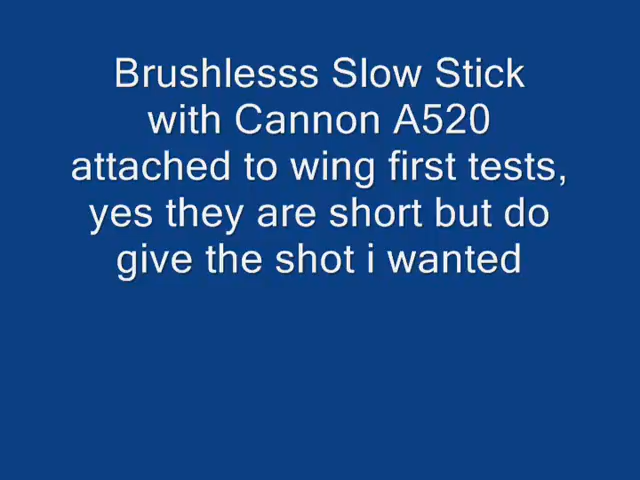 Brushlesss Slow Stick
with Cannon A520
attached to wing first tests,
yes they are short but do
give the shot i wanted